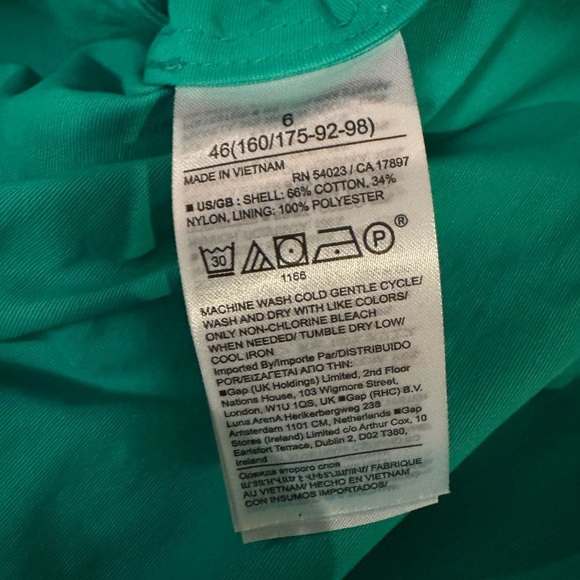 6
46(160/175-92-98)
MADE IN VIETNAM
RN 54023 / CA 17897
■ US/GB : SHELL: 66% COTTON, 34%
NYLON, LINING: 100% POLYESTER
30 P ®
1166
MACHINE WASH COLD GENTLE CYCLE/
WASH AND DRY WITH LIKE COLORS/
ONLY NON-CHLORINE BLEACH
WHEN NEEDED/ TUMBLE DRY LOW/
COOL IRON
Imported By/Importe Par/DISTRIBUIDO
POR/ΕΙΣΑΓΕΤΑΙ ΑΠΟ ΤΗΝ:
■Gap (UK Holdings) Limited, 2nd Floor
Nations House, 103 Wigmore Street,
London, W1U 1QS, UK ■Gap (RHC) B.V.
Luna ArenA Herikerbergweg 238
Amsterdam 1101 CM, Netherlands ■Gap
Stores (Ireland) Limited c/o Arthur Cox, 10
Earlsfort Terrace, Dublin 2, D02 T380,
Ireland
Одежда второго слоя
FABRIQUE
AU VIETNAM/ HECHO EN VIETNAM
CON INSUMOS IMPORTADOS/